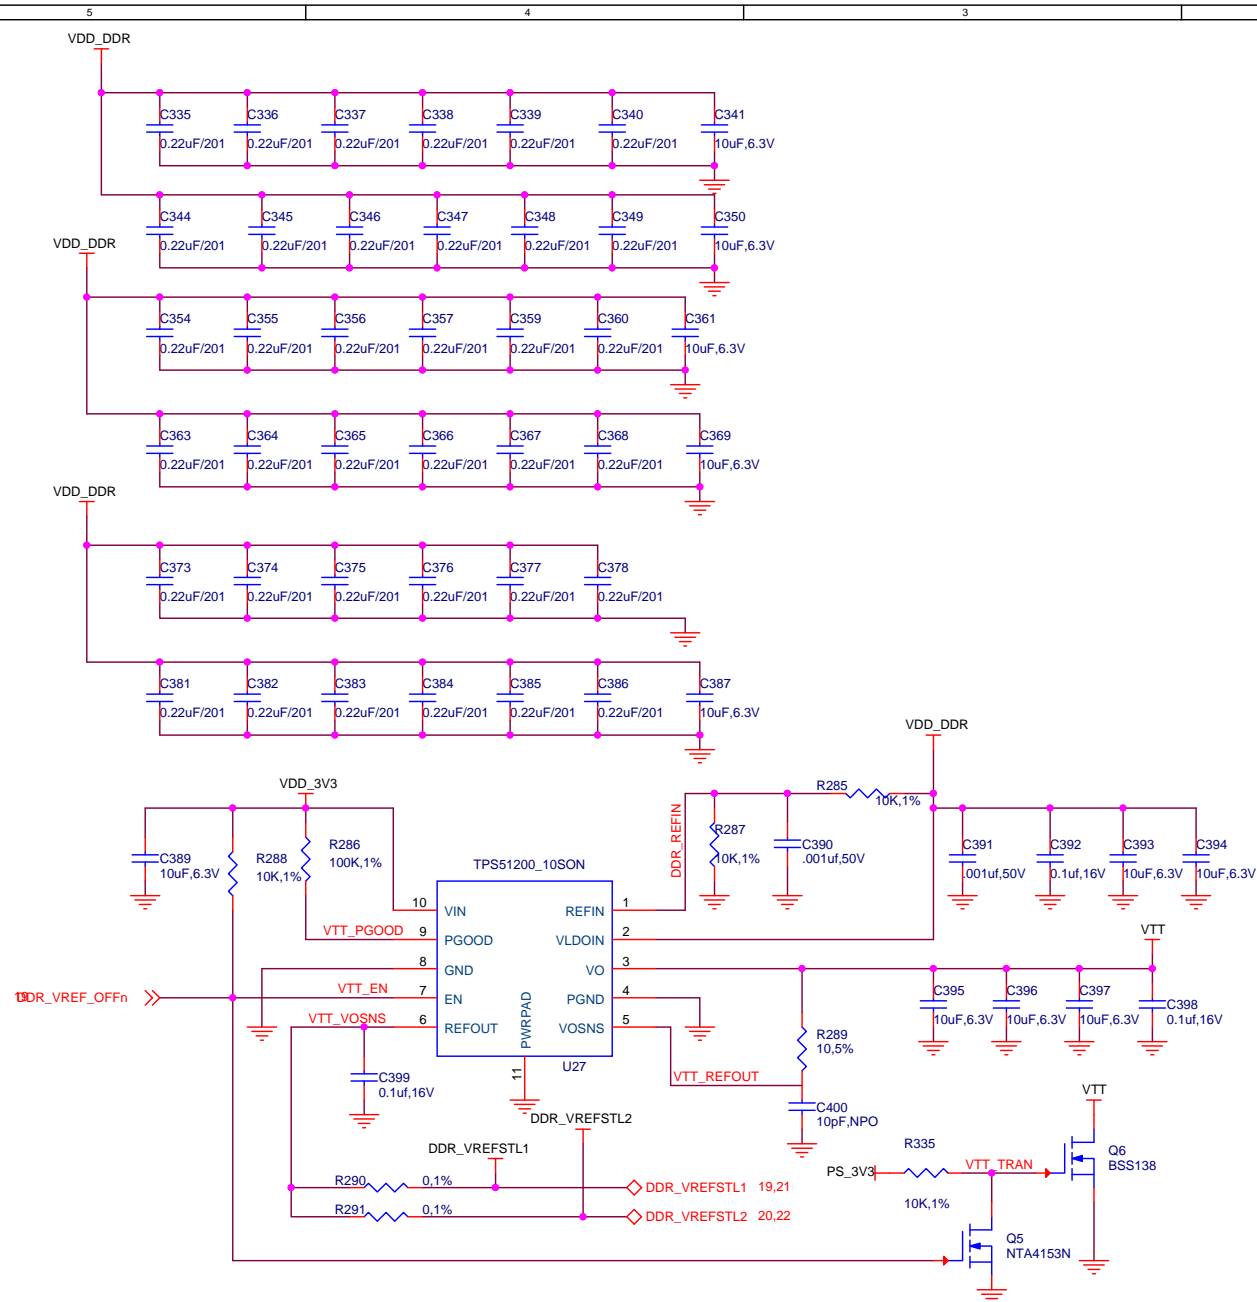 5 4 3
VDD_DDR
C335 C336 C337 C338 C339 C340 C341
0.22uF/201 0.22uF/201 0.22uF/201 0.22uF/201 0.22uF/201 0.22uF/201 10uF,6.3V
C344 C345 C346 C347 C348 C349 C350
VDD_DDR
0.22uF/201 0.22uF/201 0.22uF/201 0.22uF/201 0.22uF/201 0.22uF/201 10uF,6.3V
C354 C355 C356 C357 C359 C360 C361
0.22uF/201 0.22uF/201 0.22uF/201 0.22uF/201 0.22uF/201 0.22uF/201 10uF,6.3V
C363 C364 C365 C366 C367 C368 C369
0.22uF/201 0.22uF/201 0.22uF/201 0.22uF/201 0.22uF/201 0.22uF/201 10uF,6.3V
VDD_DDR
C373 C374 C375 C376 C377 C378
0.22uF/201 0.22uF/201 0.22uF/201 0.22uF/201 0.22uF/201 0.22uF/201
C381 C382 C383 C384 C385 C386 C387
0.22uF/201 0.22uF/201 0.22uF/201 0.22uF/201 0.22uF/201 0.22uF/201 10uF,6.3V
VDD_DDR
VDD_3V3
R285
10K,1%
DDR_REFIN
R287
10K,1%
C390
.001uf,50V
C391
.001uf,50V
C392
0.1uf,16V
C393
10uF,6.3V
C394
10uF,6.3V
C389
10uF,6.3V
R288
10K,1%
R286
100K,1%
TPS51200_10SON
10 VIN REFIN 1
VTT_PGOOD 9 PGOOD VLDOIN 2
VTT
8 GND VO 3
19 DDR_VREF_OFFn
VTT_EN 7 EN PGND 4
VTT_VOSNS 6 REFOUT VOSNS 5
PWRPAD
11
U27
C395
10uF,6.3V
C396
10uF,6.3V
C397
10uF,6.3V
C398
0.1uf,16V
R289
10,5%
VTT_REFOUT
C399
0.1uf,16V
C400
10pF,NPO
DDR_VREFSTL2
DDR_VREFSTL1
VTT
R335
PS_3V3
VTT_TRAN
10K,1%
Q6
BSS138
R290 0,1% DDR_VREFSTL1 19,21
R291 0,1% DDR_VREFSTL2 20,22
Q5
NTA4153N